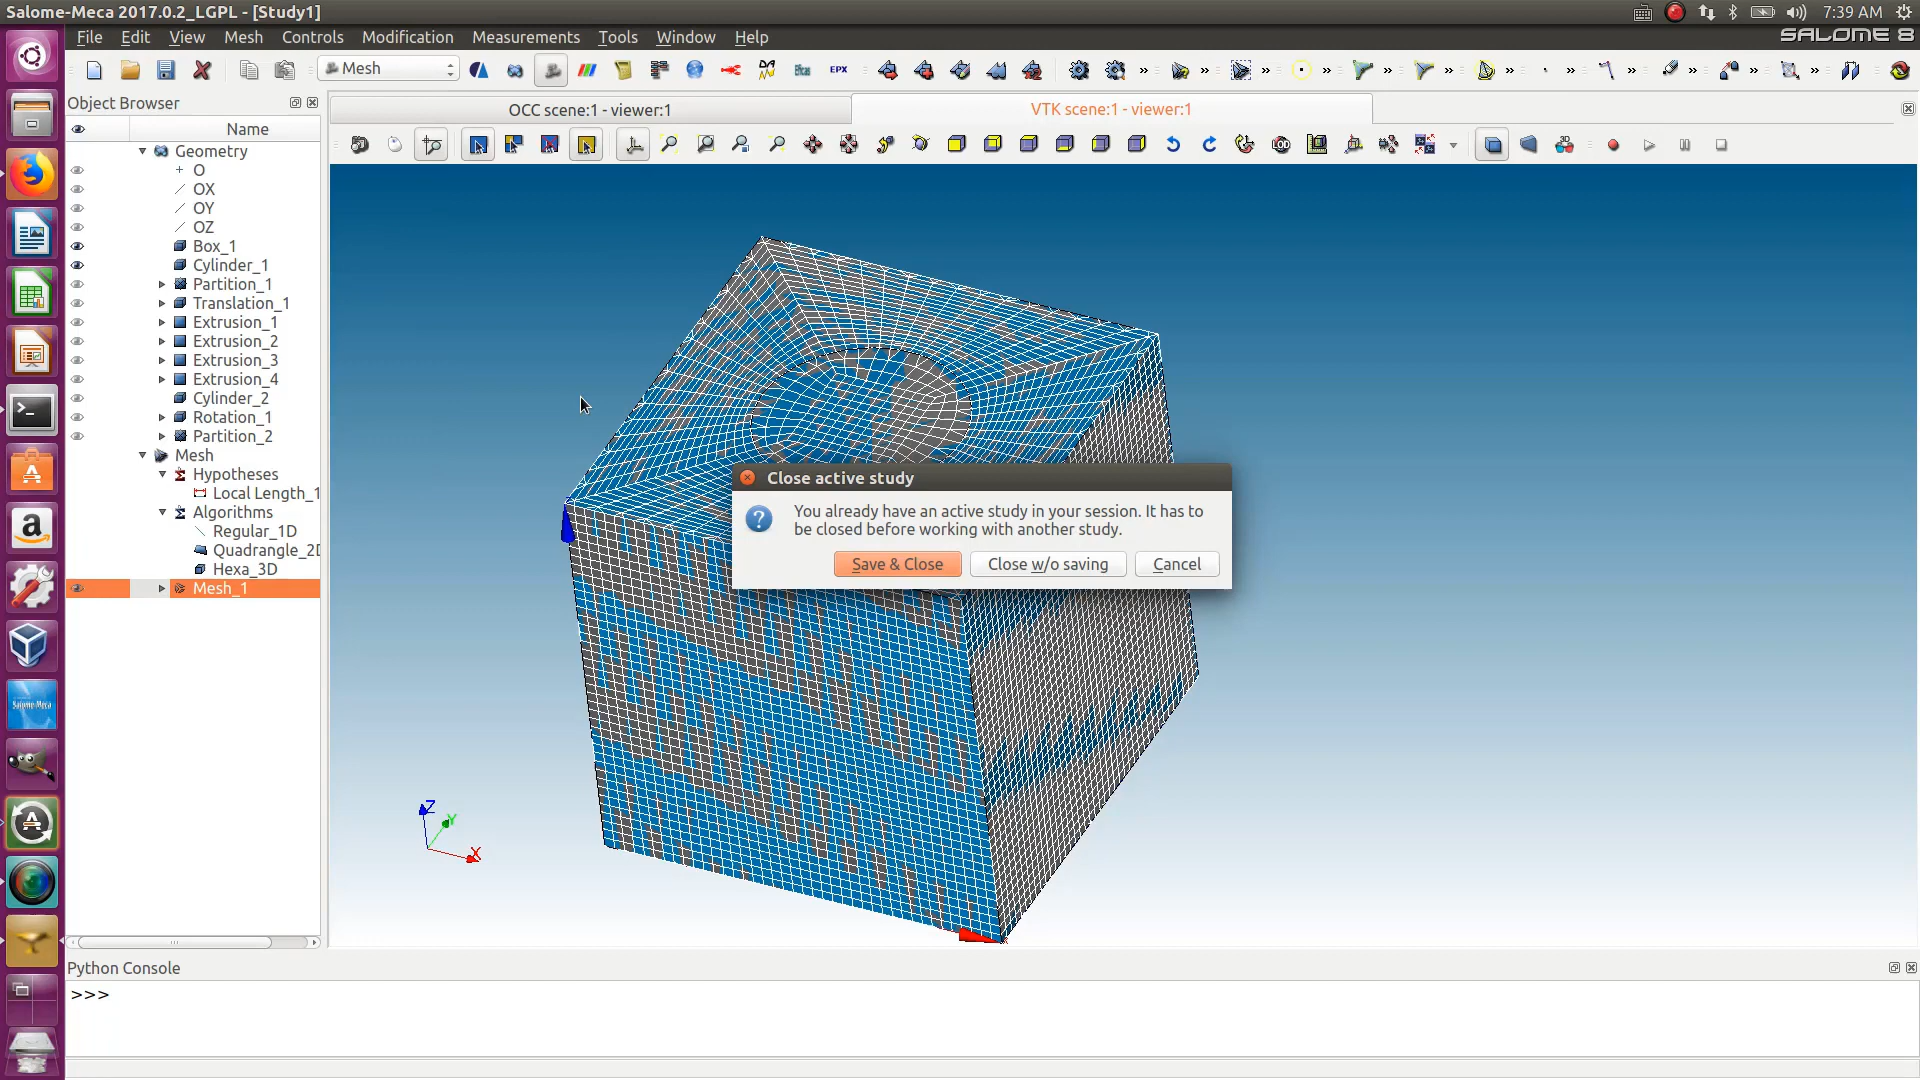 Salome-Meca 2017.0.2_LGPL - [Study1]
7:39 AM
File Edit View Mesh Controls Modification Measurements Tools Window Help
SALOME 8
Mesh
EPX
Object Browser
OCC scene:1 - viewer:1
VTK scene:1 - viewer:1
Name
LOD
Geometry
O
OX
OY
OZ
Box_1
Cylinder_1
Partition_1
Translation_1
Extrusion_1
Extrusion_2
Extrusion_3
Extrusion_4
Cylinder_2
Rotation_1
Partition_2
Mesh
Hypotheses
Local Length_1
Algorithms
Regular_1D
Quadrangle_2D
Hexa_3D
Mesh_1
Close active study
You already have an active study in your session. It has to
be closed before working with another study.
Save & Close
Close w/o saving
Cancel
Salome-Meca
Z
Y
X
Python Console
>>>